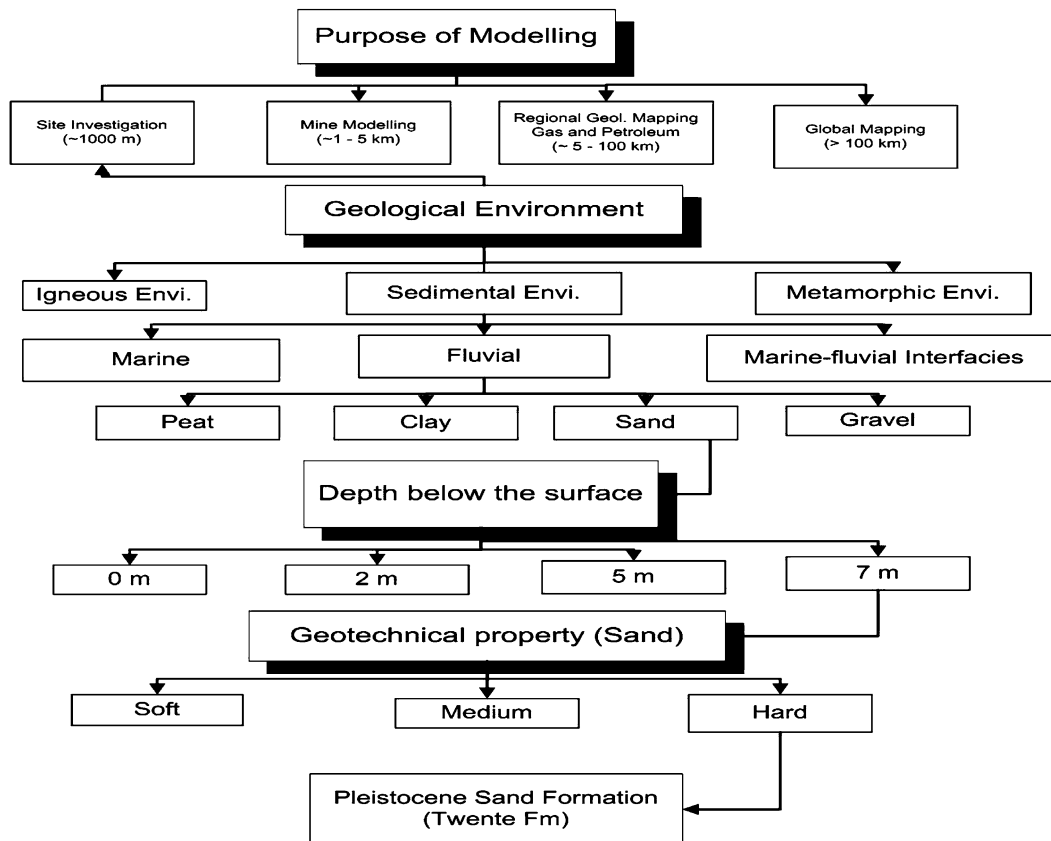 Purpose of Modelling
Site Investigation
(~1000 m)
Mine Modelling
(~1 - 5 km)
Regional Geol. Mapping
Gas and Petroleum
(~ 5 - 100 km)
Global Mapping
(> 100 km)
Geological Environment
Igneous Envi.
Sedimental Envi.
Metamorphic Envi.
Marine
Fluvial
Marine-fluvial Interfacies
Peat
Clay
Sand
Gravel
Depth below the surface
0 m
2 m
5 m
7 m
Geotechnical property (Sand)
Soft
Medium
Hard
Pleistocene Sand Formation
(Twente Fm)